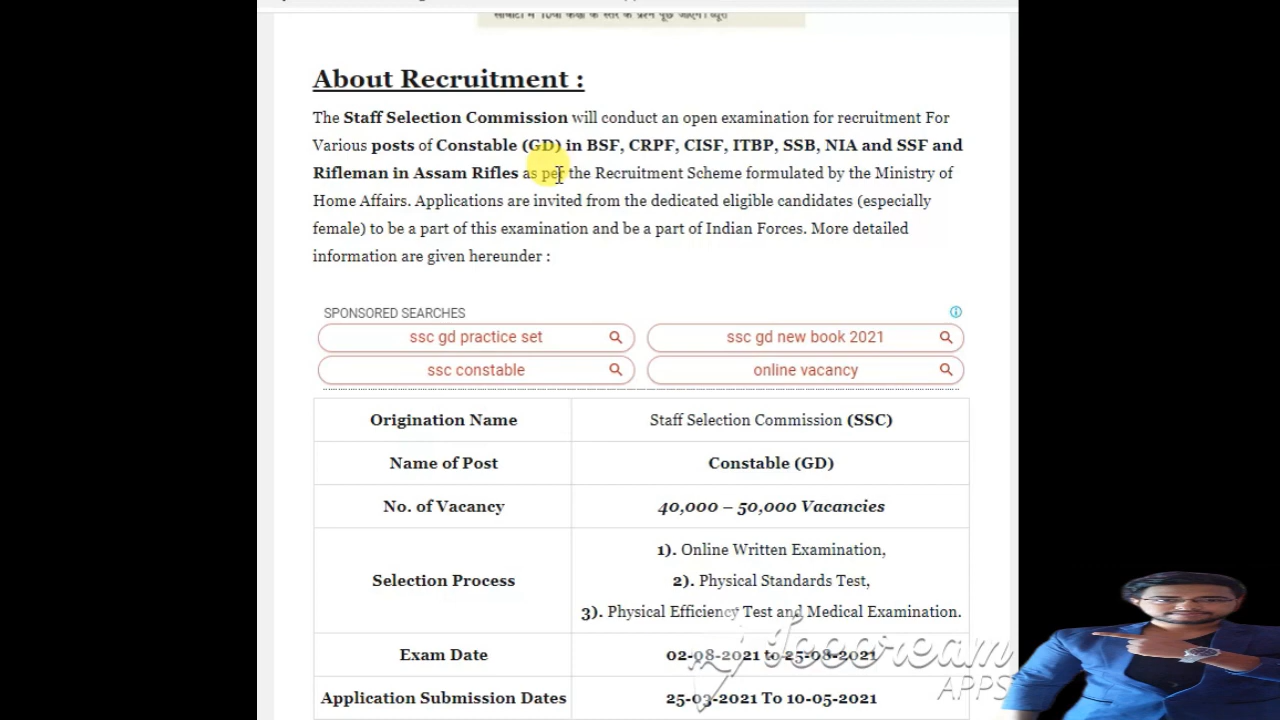 About Recruitment :
The Staff Selection Commission will conduct an open examination for recruitment For
Various posts of Constable (GD) in BSF, CRPF, CISF, ITBP, SSB, NIA and SSF and
Rifleman in Assam Rifles as per the Recruitment Scheme formulated by the Ministry of
Home Affairs. Applications are invited from the dedicated eligible candidates (especially
female) to be a part of this examination and be a part of Indian Forces. More detailed
information are given hereunder :
SPONSORED SEARCHES
ssc gd practice set
ssc gd new book 2021
ssc constable
online vacancy
Origination Name Staff Selection Commission (SSC)
Name of Post Constable (GD)
No. of Vacancy 40,000 – 50,000 Vacancies
1). Online Written Examination,
Selection Process 2). Physical Standards Test,
3). Physical Efficiency Test and Medical Examination.
Exam Date 02-08-2021 to 25-08-2021
Application Submission Dates 25-03-2021 To 10-05-2021
Icecream
APPS